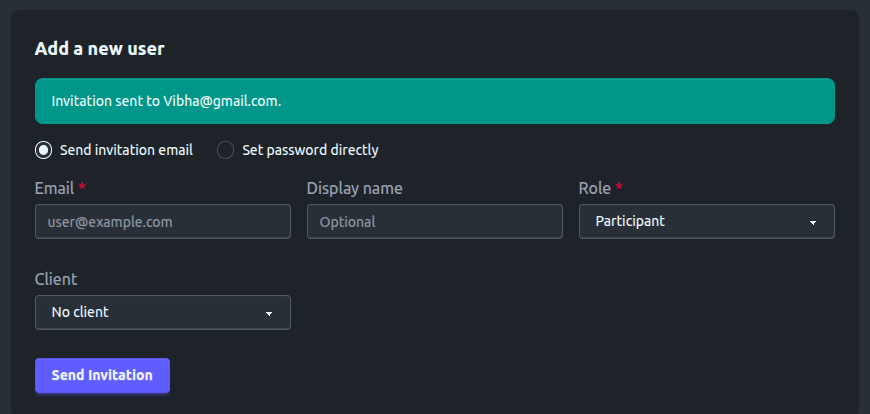 Add a new user
Invitation sent to Vibha@gmail.com.
Send invitation email Set password directly
Email * Display name Role *
user@example.com Optional Participant
Client
No client
Send Invitation